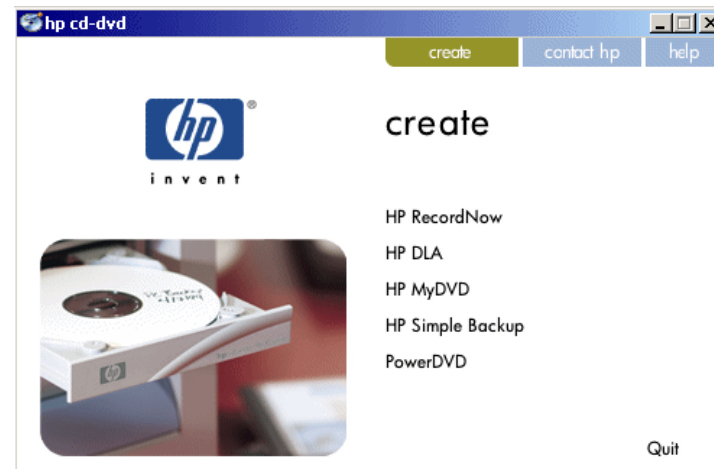 hp cd-dvd
create contact hp help
hp ®
invent
create
HP RecordNow
HP DLA
HP MyDVD
HP Simple Backup
PowerDVD
hp
Quit